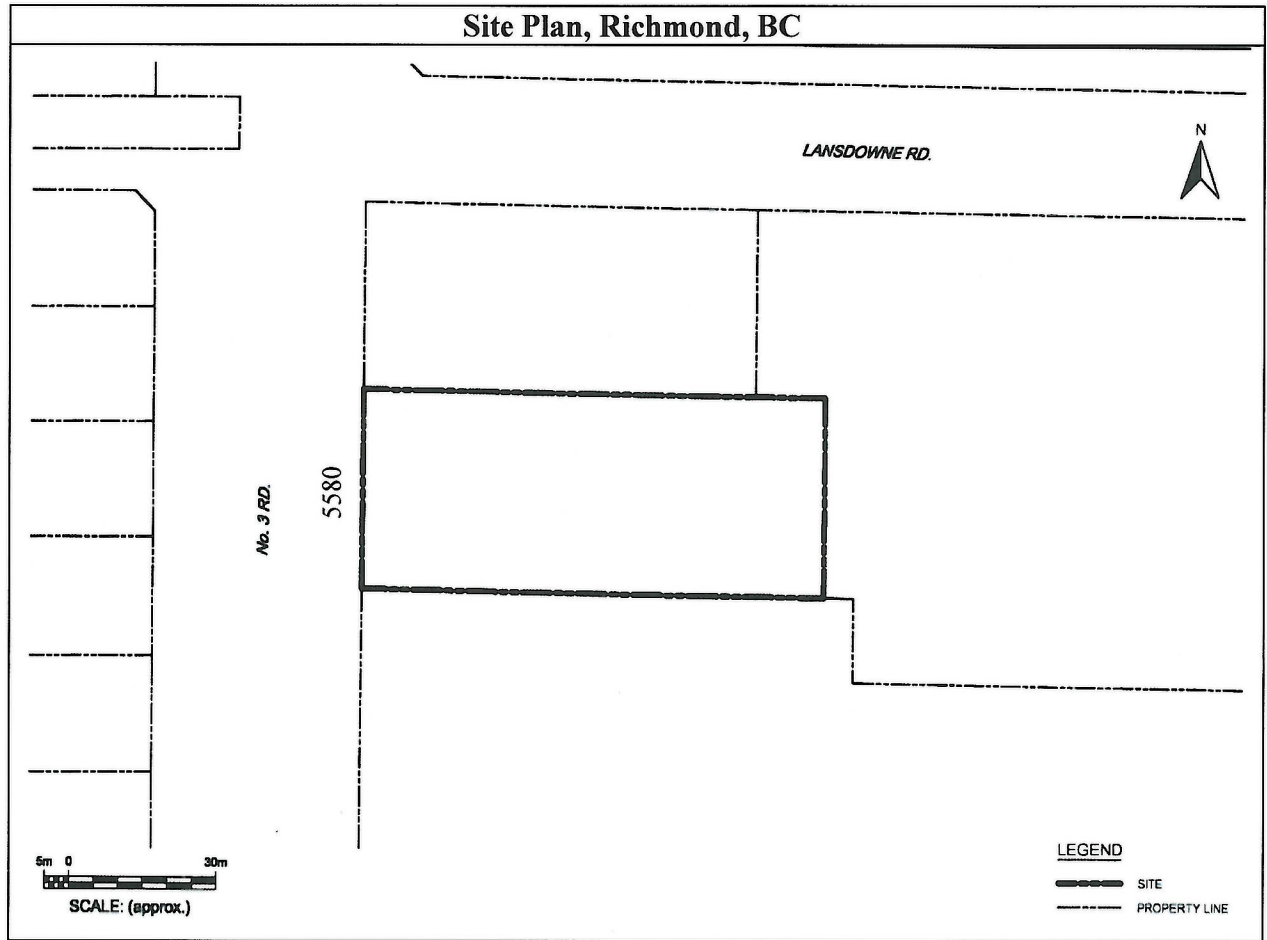 Site Plan, Richmond, BC
LANSDOWNE RD.
N
No. 3 RD.
5580
5m 0 30m
SCALE: (approx.)
LEGEND
SITE
PROPERTY LINE